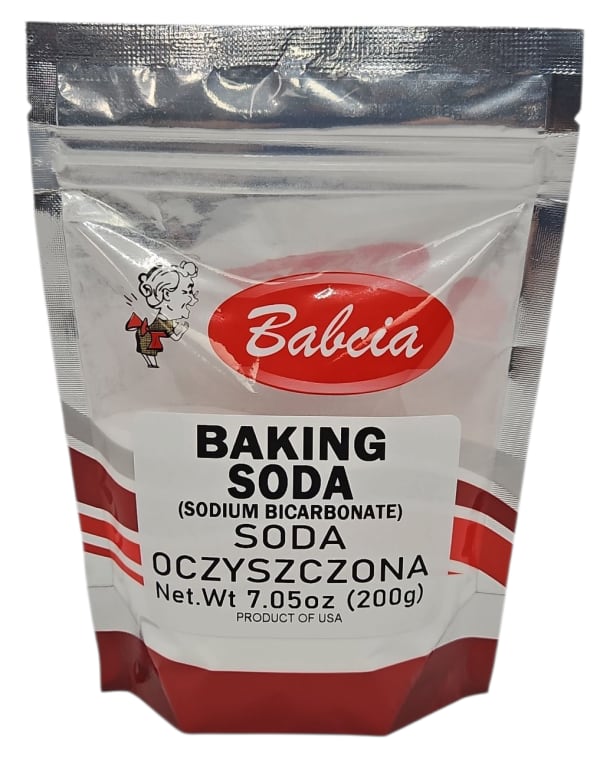 Babcia
BAKING
SODA
(SODIUM BICARBONATE)
SODA
OCZYSZCZONA
Net.Wt 7.05oz (200g)
PRODUCT OF USA